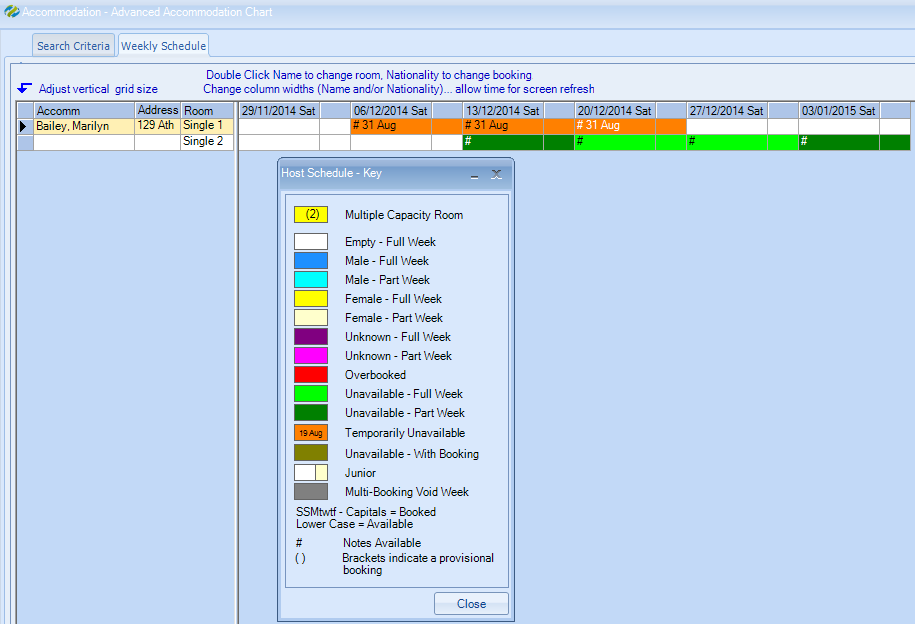 Accommodation - Advanced Accommodation Chart
Search Criteria Weekly Schedule
Double Click Name to change room, Nationality to change booking
Adjust vertical grid size Change column widths (Name and/or Nationality)... allow time for screen refresh
Accomm Address Room 29/11/2014 Sat 06/12/2014 Sat 13/12/2014 Sat 20/12/2014 Sat 27/12/2014 Sat 03/01/2015 Sat
Bailey, Marilyn 129 Ath Single 1 # 31 Aug # 31 Aug # 31 Aug
Single 2 # # # #
Host Schedule - Key
(2) Multiple Capacity Room
Empty - Full Week
Male - Full Week
Male - Part Week
Female - Full Week
Female - Part Week
Unknown - Full Week
Unknown - Part Week
Overbooked
Unavailable - Full Week
Unavailable - Part Week
19 Aug Temporarily Unavailable
Unavailable - With Booking
Junior
Multi-Booking Void Week
SSMtwtf - Capitals = Booked
Lower Case = Available
# Notes Available
( ) Brackets indicate a provisional
booking
Close